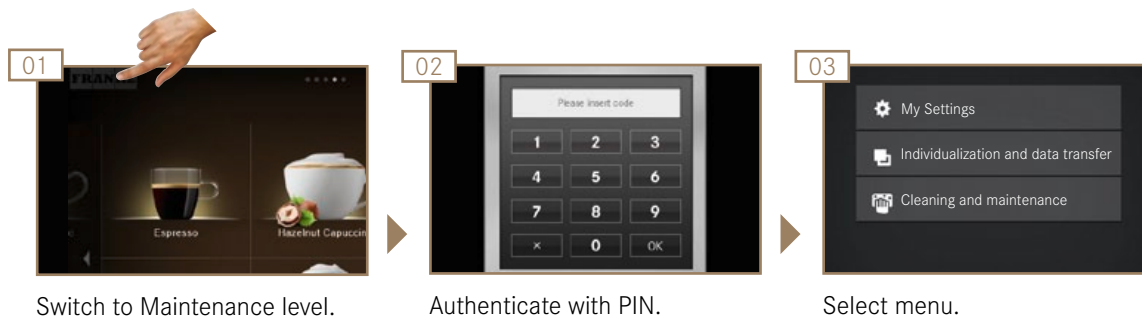 01
FRANKE
Espresso
Hazelnut Capuccin
Switch to Maintenance level.
02
Please insert code
1 2 3
4 5 6
7 8 9
× 0 OK
Authenticate with PIN.
03
My Settings
Individualization and data transfer
Cleaning and maintenance
Select menu.